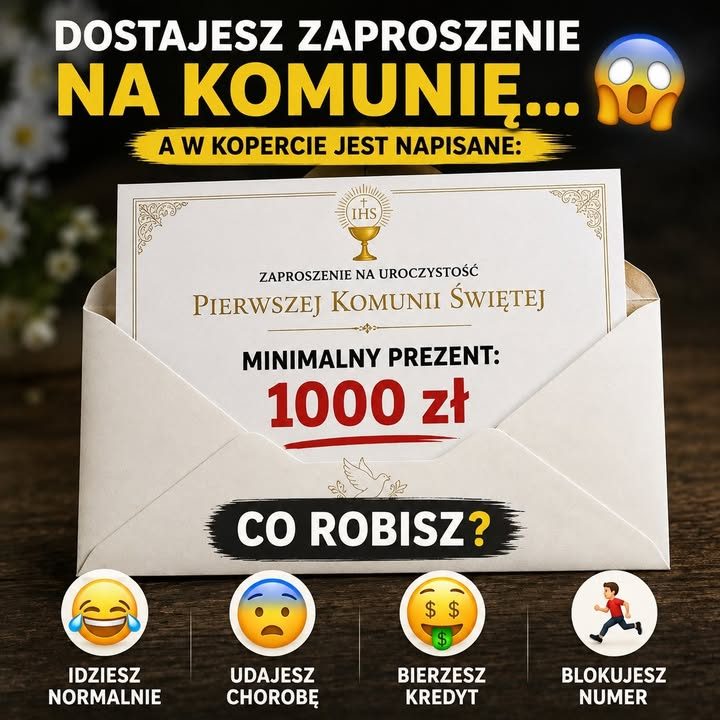 DOSTAJESZ ZAPROSZENIE
NA KOMUNIĘ...
A W KOPERCIE JEST NAPISANE:
IHS
ZAPROSZENIE NA UROCZYSTOŚĆ
PIERWSZEJ KOMUNII ŚWIĘTEJ
MINIMALNY PREZENT:
1000 zł
CO ROBISZ?
IDZIESZ
NORMALNIE
UDAJESZ
CHOROBĘ
BIERZESZ
KREDYT
BLOKUJESZ
NUMER